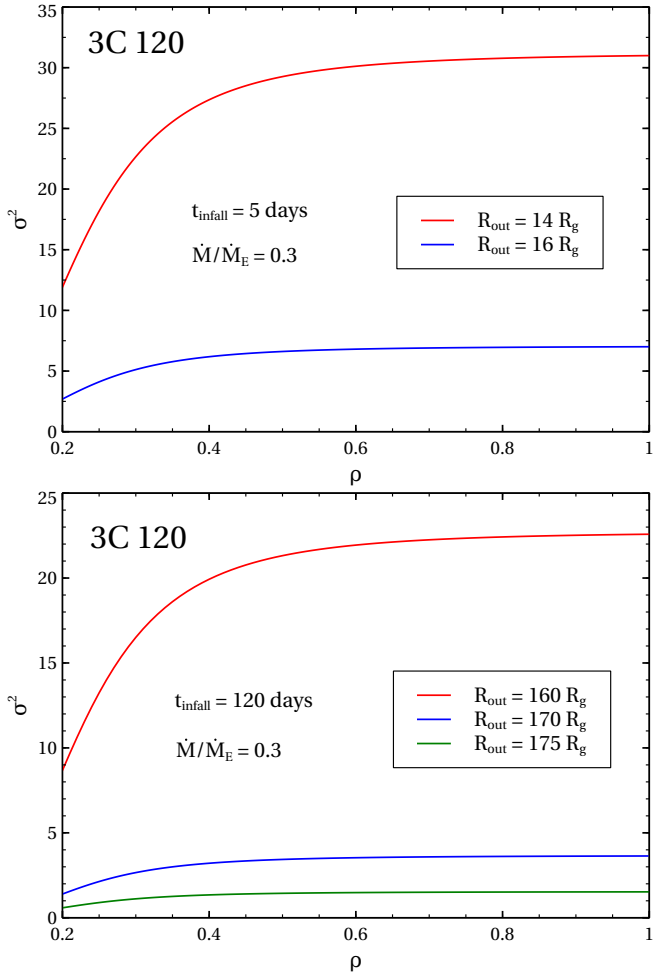 3C 120
35
30
25
20
15
10
5
0
σ²
t_infall = 5 days
Ṁ/Ṁ_E = 0.3
R_out = 14 R_g
R_out = 16 R_g
0.2 0.4 0.6 0.8 1
ρ
3C 120
25
20
15
10
5
0
σ²
t_infall = 120 days
Ṁ/Ṁ_E = 0.3
R_out = 160 R_g
R_out = 170 R_g
R_out = 175 R_g
0.2 0.4 0.6 0.8 1
ρ